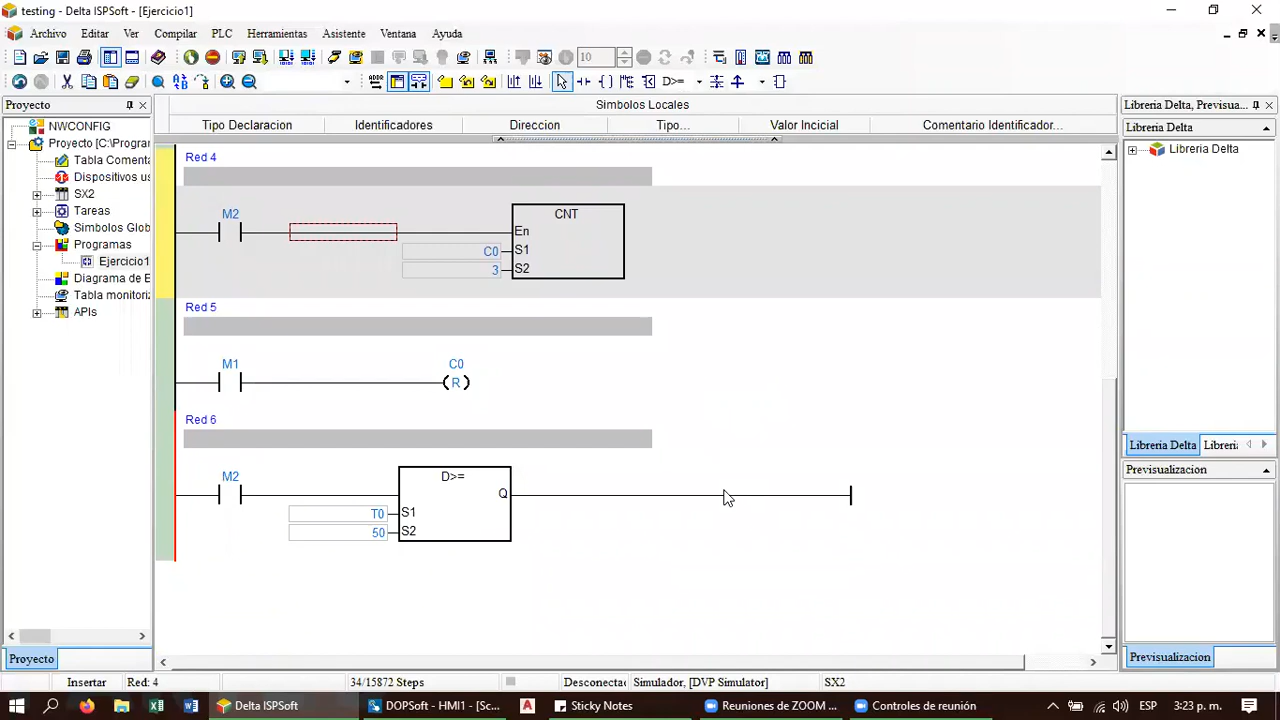 testing - Delta ISPSoft - [Ejercicio1]
Archivo Editar Ver Compilar PLC Herramientas Asistente Ventana Ayuda
10
D>=
Proyecto
NWCONFIG
Proyecto [C:\Program
Tabla Comenta
Dispositivos us
SX2
Tareas
Simbolos Glob
Programas
Ejercicio1
Diagrama de E
Tabla monitoriz
APIs
Proyecto
Simbolos Locales
Tipo Declaracion Identificadores Direccion Tipo... Valor Incicial Comentario Identificador...
Red 4
M2
CNT
En
C0 S1
3 S2
Red 5
M1 C0
R
Red 6
M2
D>=
Q
T0 S1
50 S2
Libreria Delta, Previsua...
Libreria Delta
Libreria Delta
Libreria Delta Libreri
Previsualizacion
Previsualizacion
Insertar Red: 4 34/15872 Steps Desconecta Simulador, [DVP Simulator] SX2
Delta ISPSoft DOPSoft - HMI1 - [Sc... Sticky Notes Reuniones de ZOOM ... Controles de reunión ESP 3:23 p. m.